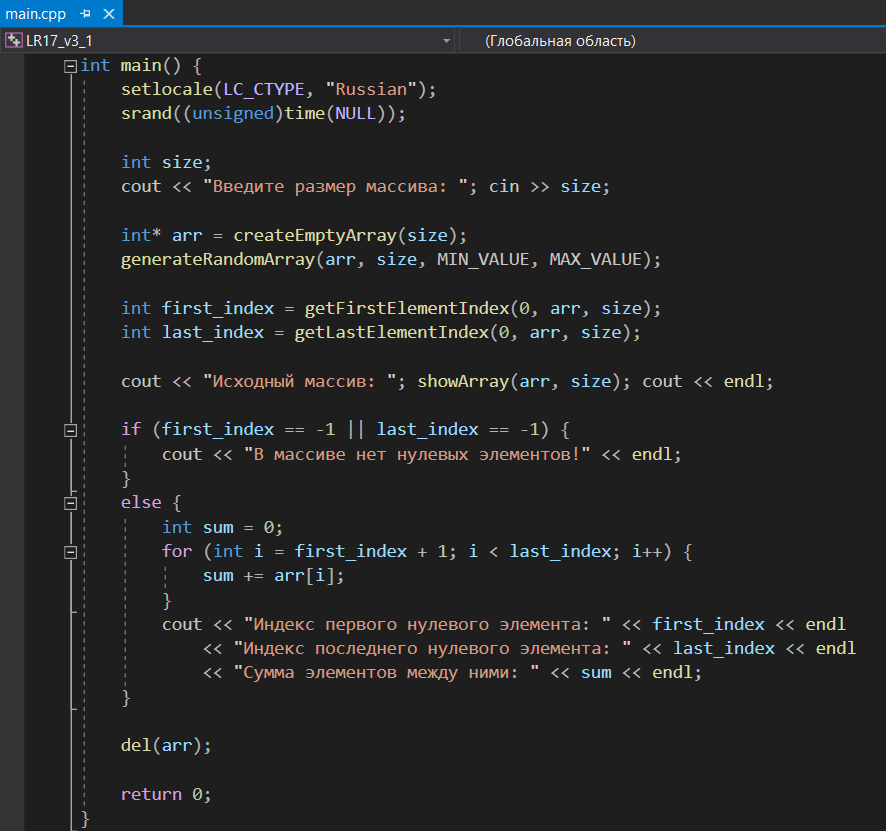 main.cpp
LR17_v3_1 (Глобальная область)
int main() {
setlocale(LC_CTYPE, "Russian");
srand((unsigned)time(NULL));
int size;
cout << "Введите размер массива: "; cin >> size;
int* arr = createEmptyArray(size);
generateRandomArray(arr, size, MIN_VALUE, MAX_VALUE);
int first_index = getFirstElementIndex(0, arr, size);
int last_index = getLastElementIndex(0, arr, size);
cout << "Исходный массив: "; showArray(arr, size); cout << endl;
if (first_index == -1 || last_index == -1) {
cout << "В массиве нет нулевых элементов!" << endl;
}
else {
int sum = 0;
for (int i = first_index + 1; i < last_index; i++) {
sum += arr[i];
}
cout << "Индекс первого нулевого элемента: " << first_index << endl
<< "Индекс последнего нулевого элемента: " << last_index << endl
<< "Сумма элементов между ними: " << sum << endl;
}
del(arr);
return 0;
}